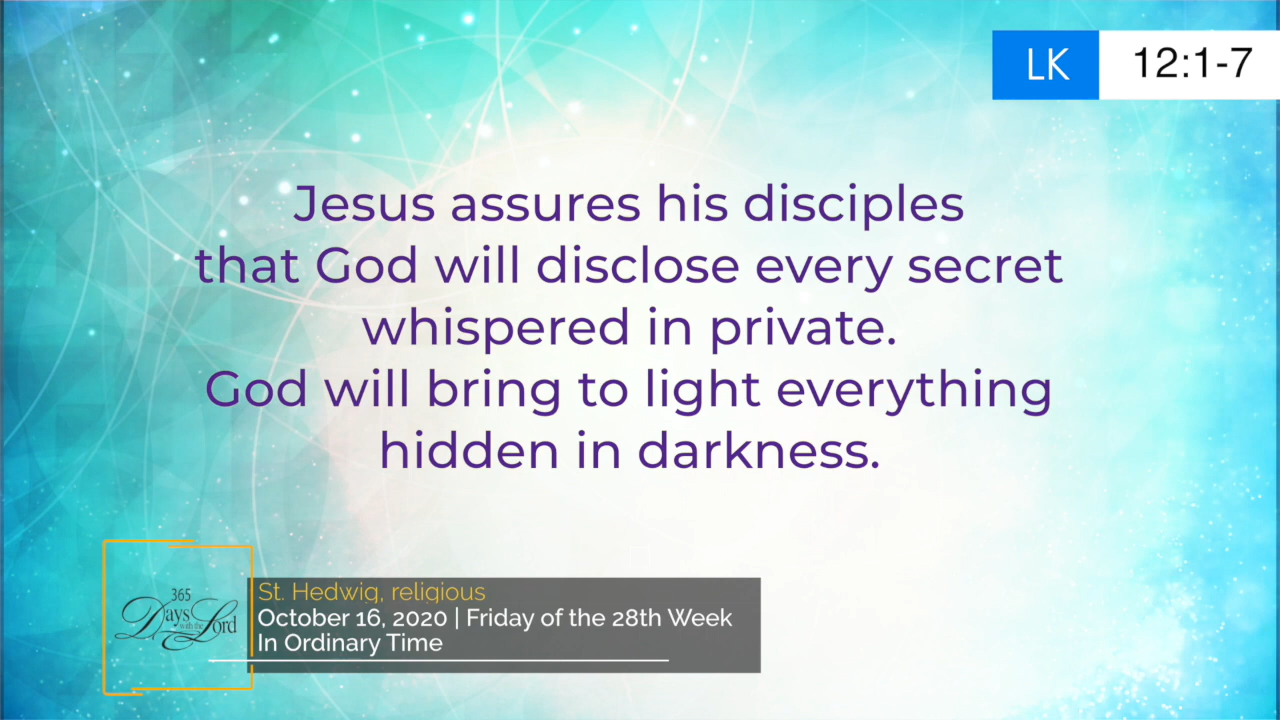 LK 12:1-7
Jesus assures his disciples
that God will disclose every secret
whispered in private.
God will bring to light everything
hidden in darkness.
365
Days
with the
Lord
St. Hedwig, religious
October 16, 2020 | Friday of the 28th Week
In Ordinary Time